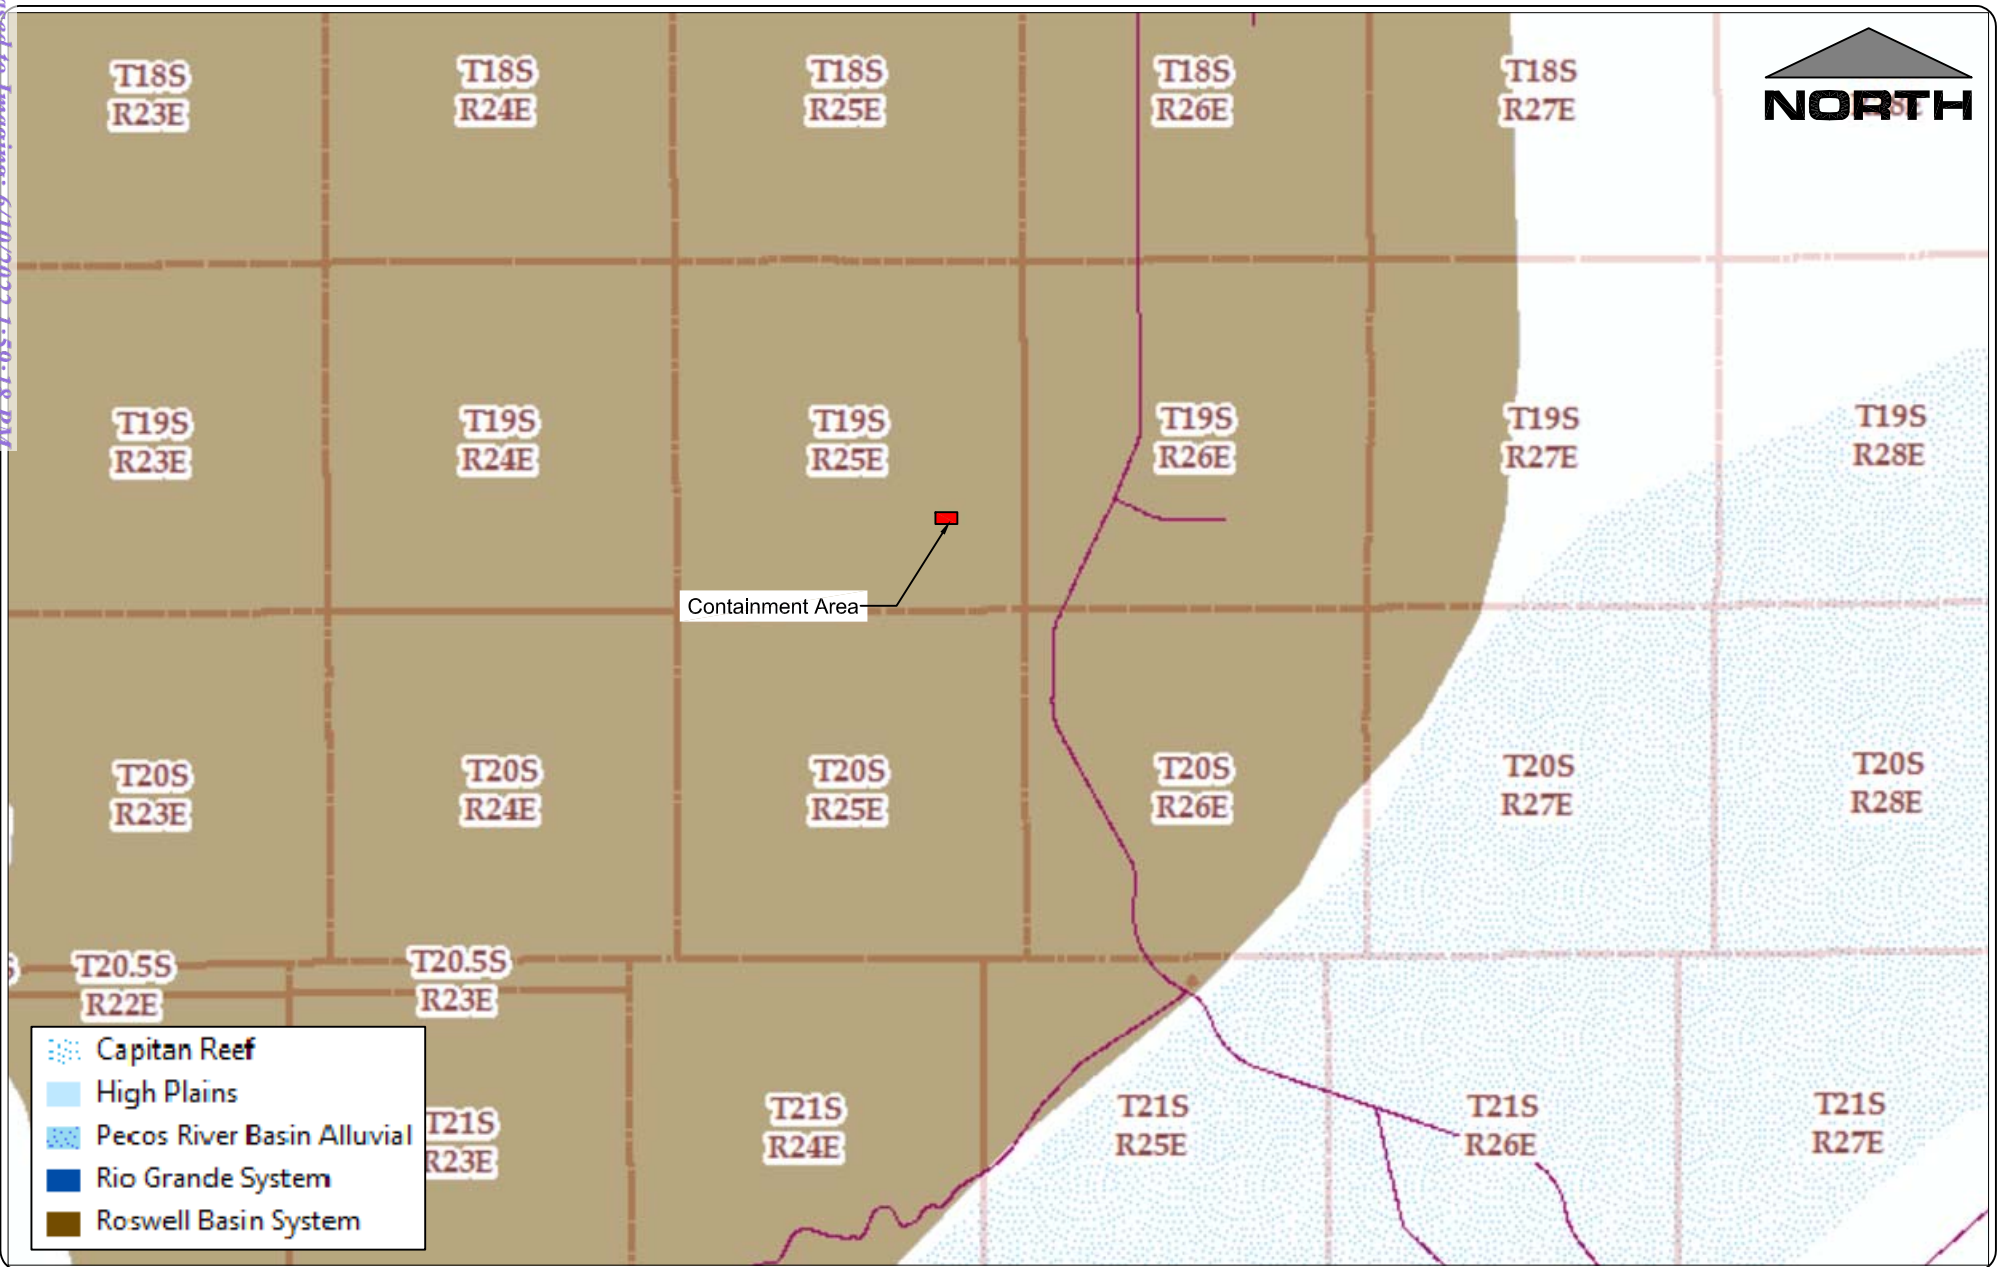 T18S
R23E
T18S
R24E
T18S
R25E
T18S
R26E
T18S
R27E
NORTH
T19S
R23E
T19S
R24E
T19S
R25E
T19S
R26E
T19S
R27E
T19S
R28E
Containment Area
T20S
R23E
T20S
R24E
T20S
R25E
T20S
R26E
T20S
R27E
T20S
R28E
T20.5S
R22E
T20.5S
R23E
T21S
R23E
T21S
R24E
T21S
R25E
T21S
R26E
T21S
R27E
Capitan Reef
High Plains
Pecos River Basin Alluvial
Rio Grande System
Roswell Basin System